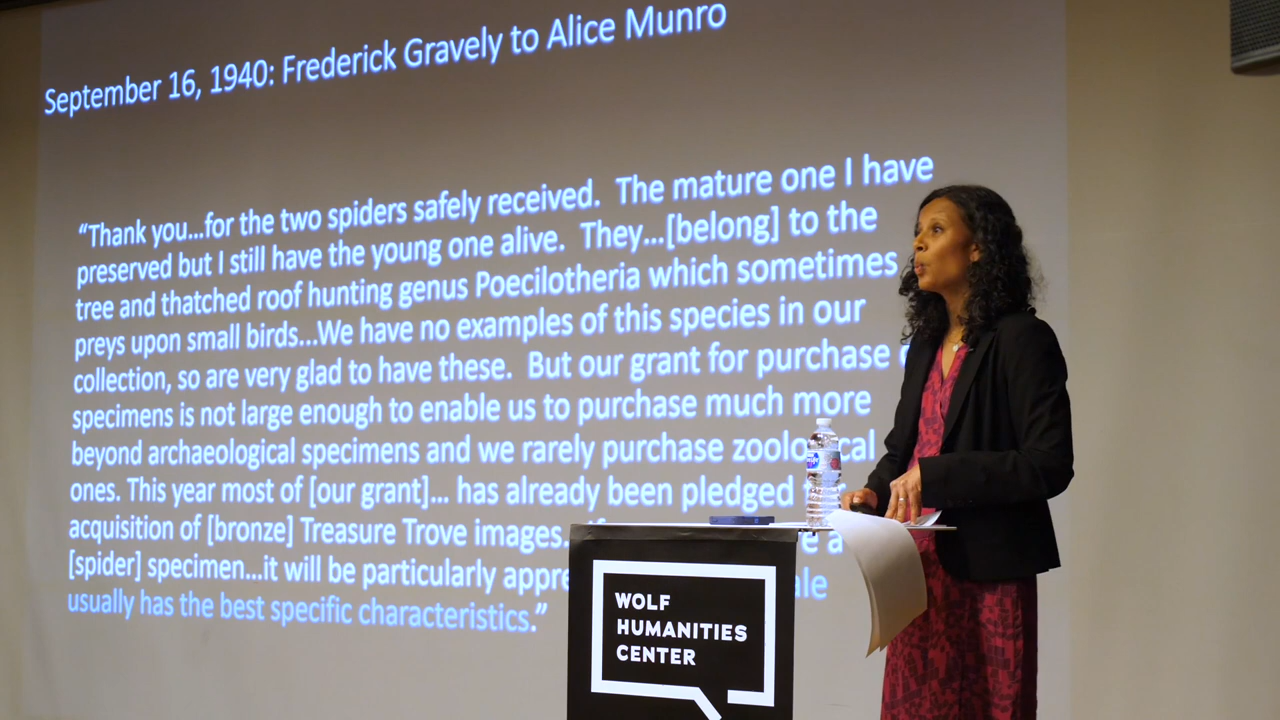 September 16, 1940: Frederick Gravely to Alice Munro
“Thank you...for the two spiders safely received. The mature one I have
preserved but I still have the young one alive. They...[belong] to the
tree and thatched roof hunting genus Poecilotheria which sometimes
preys upon small birds...We have no examples of this species in our
collection, so are very glad to have these. But our grant for purchase
specimens is not large enough to enable us to purchase much more
beyond archaeological specimens and we rarely purchase zoological
ones. This year most of [our grant]... has already been pledged
acquisition of [bronze] Treasure Trove images.
a
[spider] specimen...it will be particularly
usually has the best specific characteristics.”
WOLF
HUMANITIES
CENTER